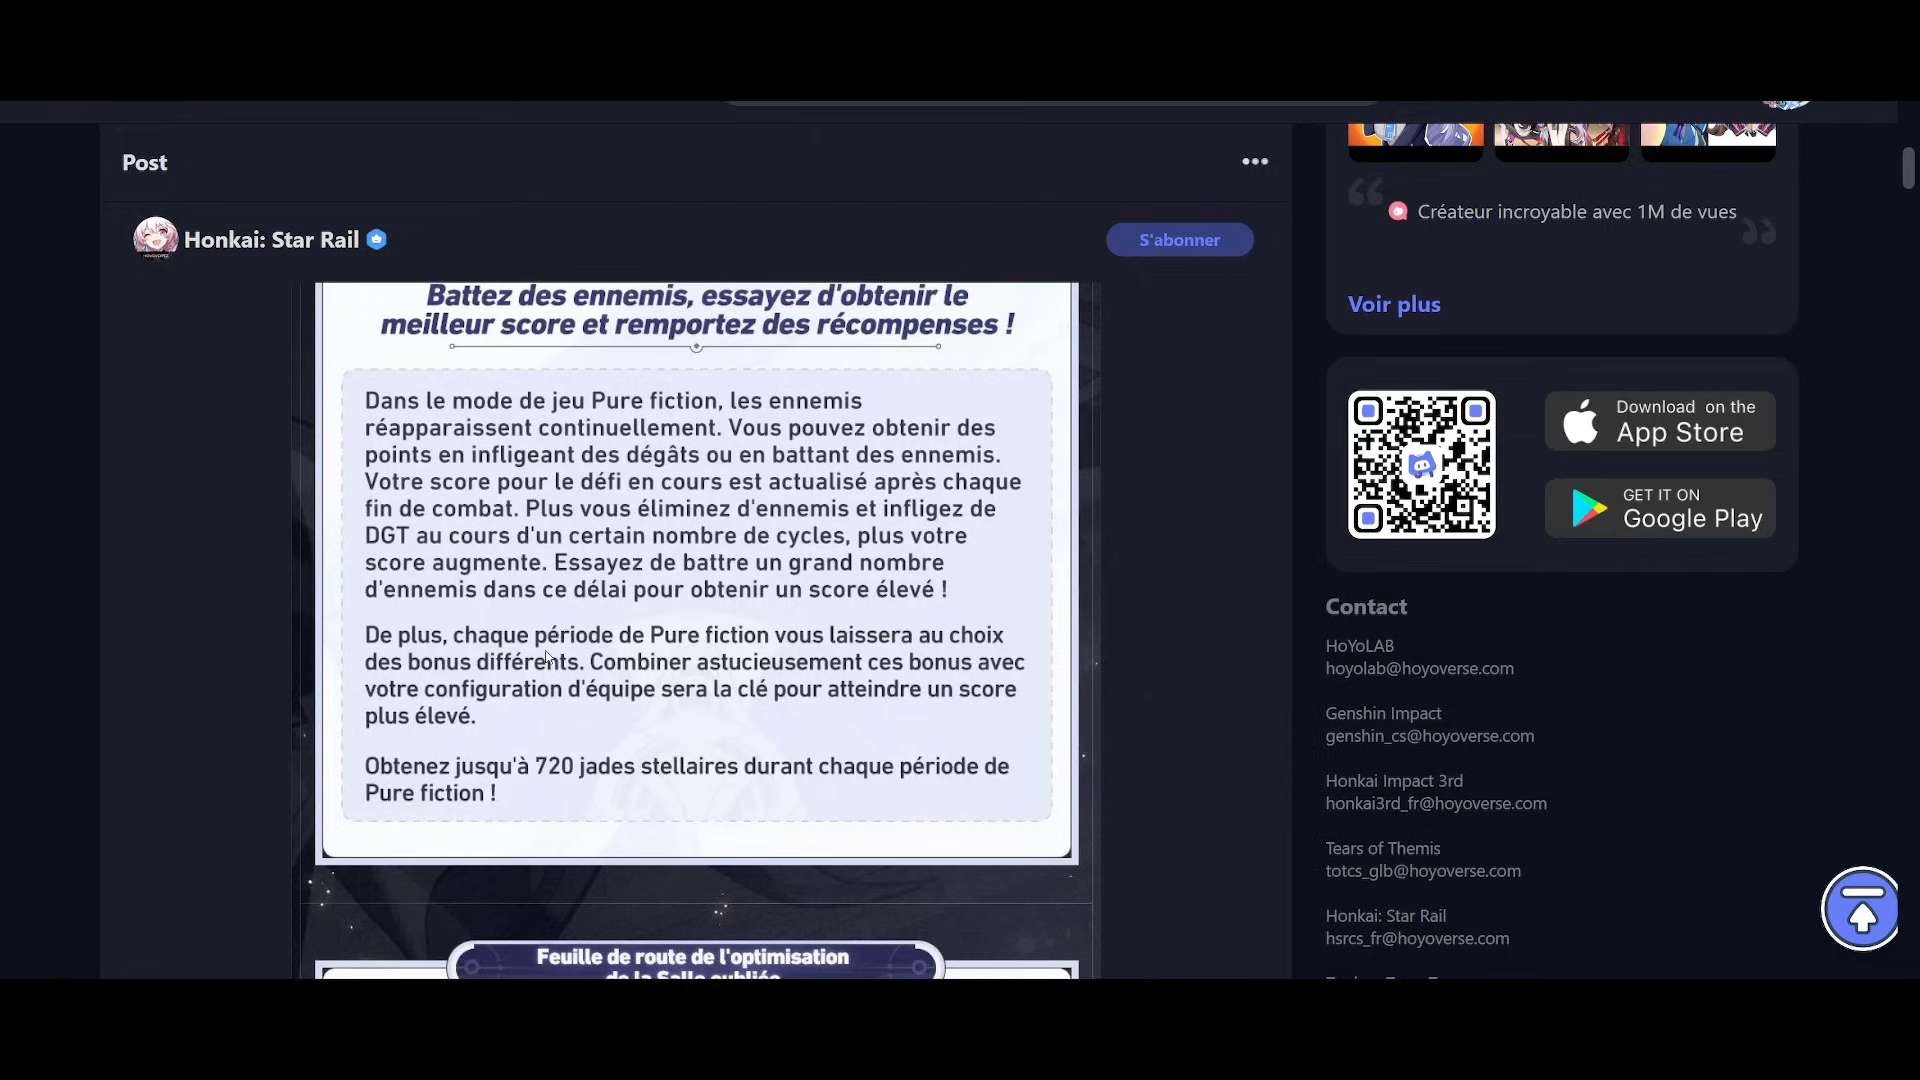 Post
Honkai: Star Rail
S'abonner
Battez des ennemis, essayez d'obtenir le
meilleur score et remportez des récompenses !
Dans le mode de jeu Pure fiction, les ennemis
réapparaissent continuellement. Vous pouvez obtenir des
points en infligeant des dégâts ou en battant des ennemis.
Votre score pour le défi en cours est actualisé après chaque
fin de combat. Plus vous éliminez d'ennemis et infligez de
DGT au cours d'un certain nombre de cycles, plus votre
score augmente. Essayez de battre un grand nombre
d'ennemis dans ce délai pour obtenir un score élevé !
De plus, chaque période de Pure fiction vous laissera au choix
des bonus différents. Combiner astucieusement ces bonus avec
votre configuration d'équipe sera la clé pour atteindre un score
plus élevé.
Obtenez jusqu'à 720 jades stellaires durant chaque période de
Pure fiction !
Feuille de route de l'optimisation
de la Salle oubliée
Créateur incroyable avec 1M de vues
Voir plus
Download on the
App Store
GET IT ON
Google Play
Contact
HoYoLAB
hoyolab@hoyoverse.com
Genshin Impact
genshin_cs@hoyoverse.com
Honkai Impact 3rd
honkai3rd_fr@hoyoverse.com
Tears of Themis
totcs_glb@hoyoverse.com
Honkai: Star Rail
hsrcs_fr@hoyoverse.com